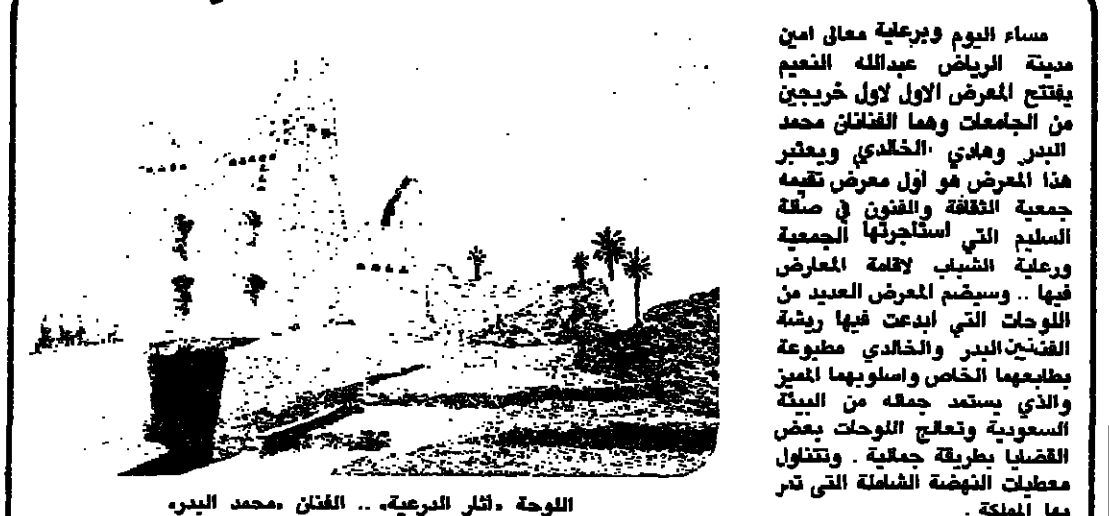 مساء اليوم وبرعاية معالى امين
مدينة الرياض عبدالله النعيم
يفتتح المعرض الاول لاول خريجين
من الجامعات وهما الفنانان محمد
البدر وهادي الخالدي ويعتبر
هذا المعرض هو اول معرض تقيمه
جمعية الثقافة والفنون في صالة
السليم التي استاجرتها الجمعية
ورعاية الشباب لاقامة المعارض
فيها .. وسيضم المعرض العديد من
اللوحات التي ابدعت فيها ريشة
الفنانين البدر والخالدي مطبوعة
بطابعهما الخاص واسلوبهما المميز
والذي يستمد جماله من البيئة
السعودية وتعالج اللوحات بعض
القضايا بطريقة جمالية . وتتناول
معطيات النهضة الشاملة التى تمر
بها المملكة .
اللوحة «اثار الدرعية» .. الفنان «محمد البدر»